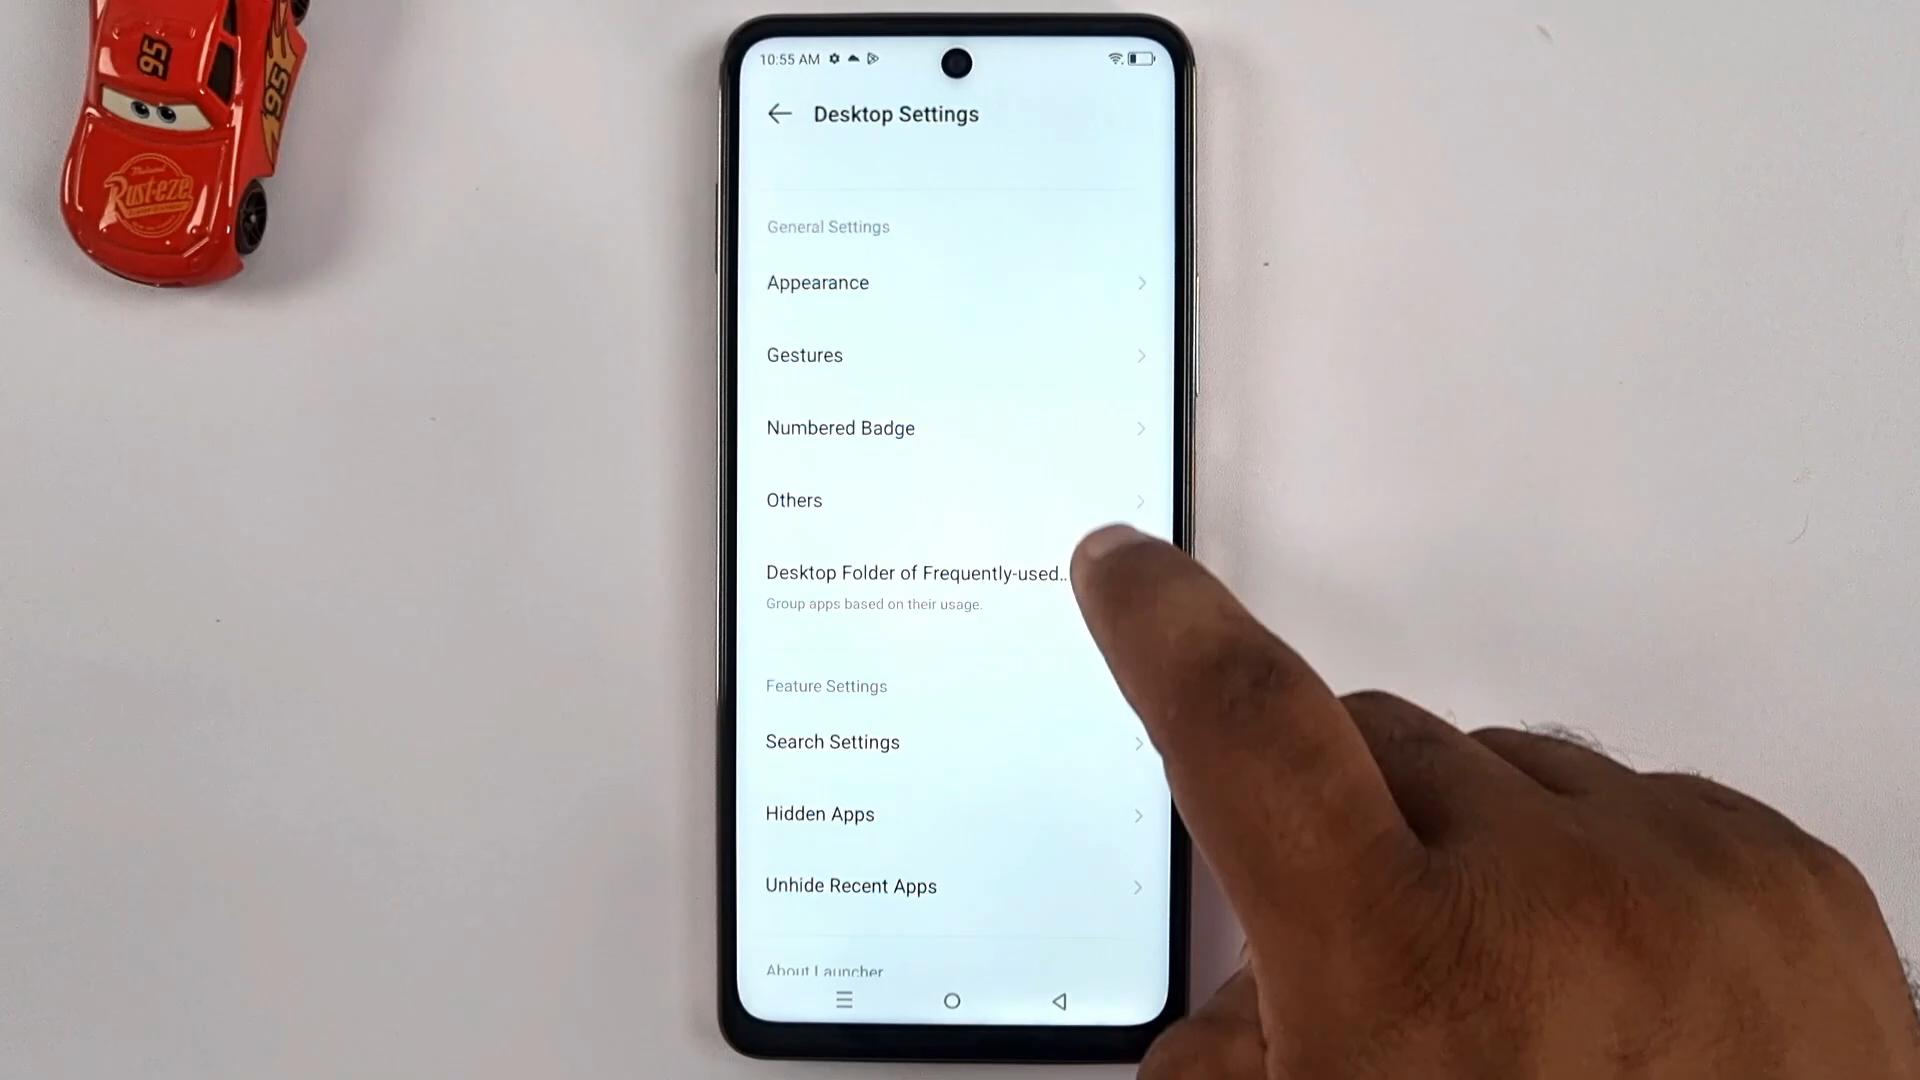 95
95
Rust-eze
10:55 AM
Desktop Settings
General Settings
Appearance
Gestures
Numbered Badge
Others
Desktop Folder of Frequently-used..
Group apps based on their usage.
Feature Settings
Search Settings
Hidden Apps
Unhide Recent Apps
About Launcher